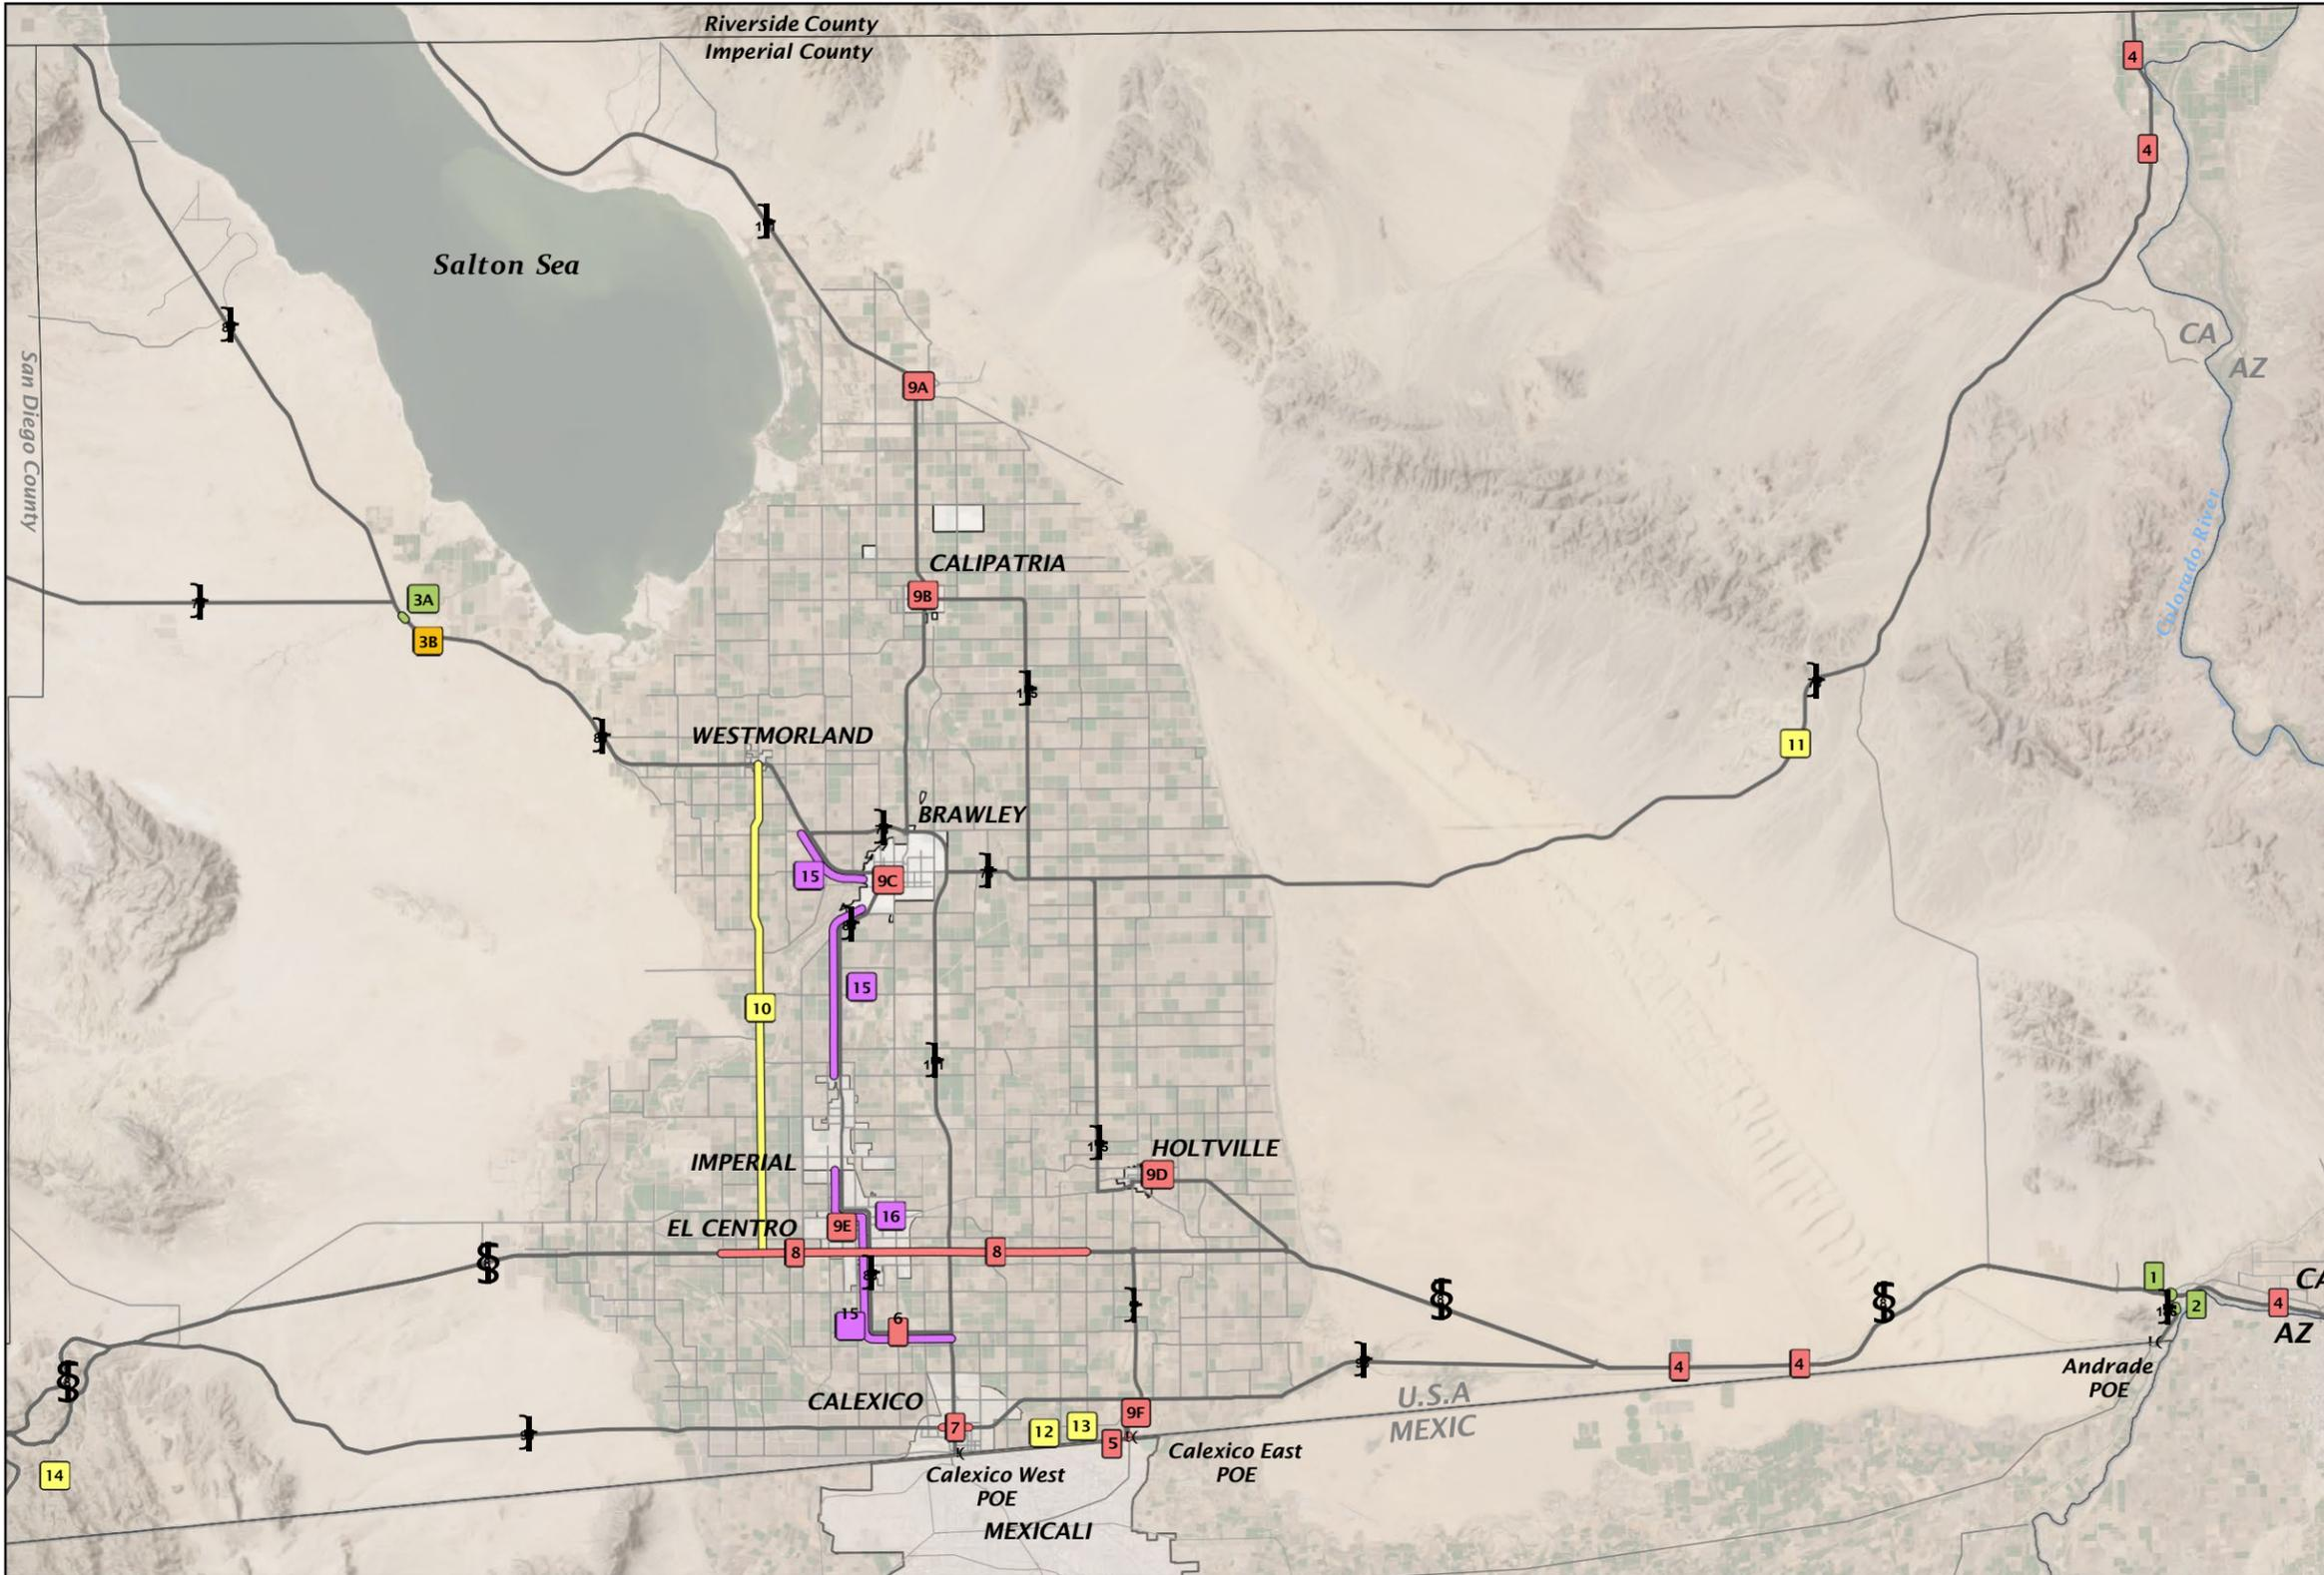 Riverside County
Imperial County
4
4
Salton Sea
CA
AZ
San Diego County
9A
Colorado River
CALIPATRIA
3A
9B
3B
WESTMORLAND
11
BRAWLEY
15
9C
15
10
HOLTVILLE
IMPERIAL
9D
EL CENTRO
9E
16
8
8
1
2
4
CA
AZ
15
6
4
4
Andrade
POE
U.S.A
MEXIC
CALEXICO
7
12
13
9F
5
Calexico East
POE
Calexico West
POE
14
MEXICALI